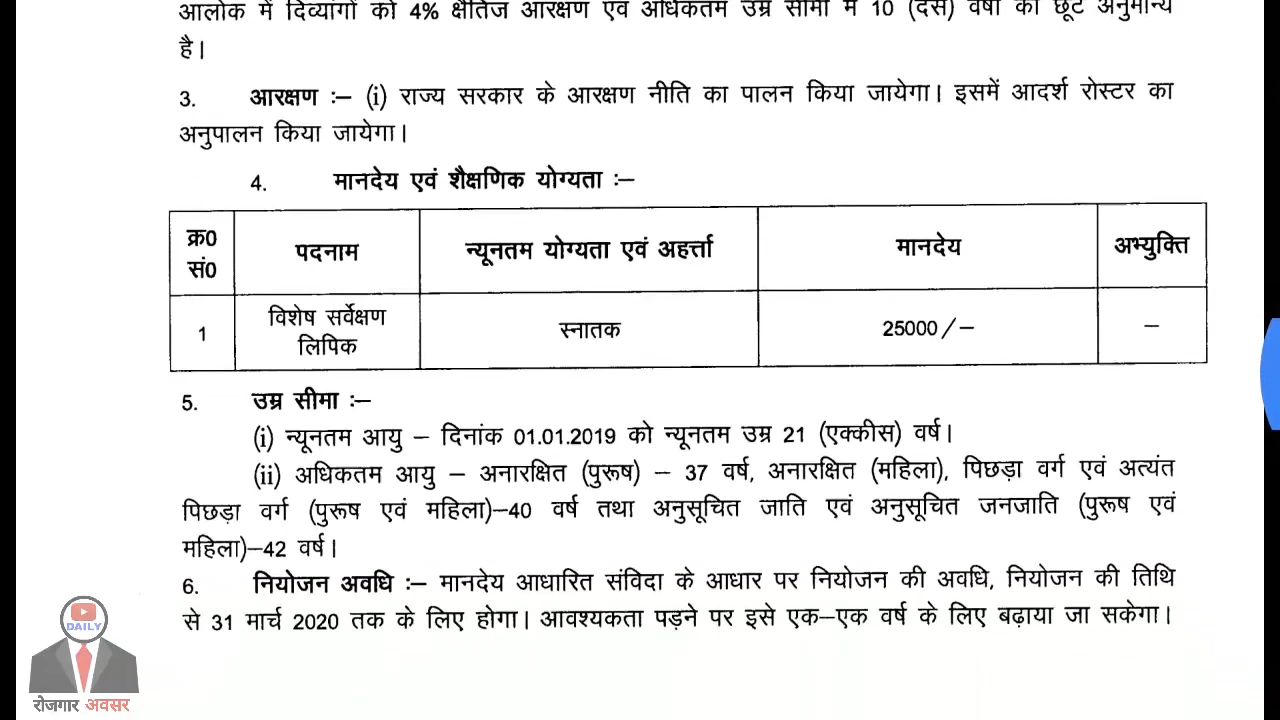 आलोक में दिव्यांगों को 4% क्षैतिज आरक्षण एवं अधिकतम उम्र सीमा में 10 (दस) वर्षों की छूट अनुमान्य
है।
3. आरक्षण :– (i) राज्य सरकार के आरक्षण नीति का पालन किया जायेगा। इसमें आदर्श रोस्टर का
अनुपालन किया जायेगा।
4. मानदेय एवं शैक्षणिक योग्यता :–
क्र0 सं0 पदनाम न्यूनतम योग्यता एवं अहर्त्ता मानदेय अभ्युक्ति
1 विशेष सर्वेक्षण लिपिक स्नातक 25000/– –
5. उम्र सीमा :–
(i) न्यूनतम आयु – दिनांक 01.01.2019 को न्यूनतम उम्र 21 (एक्कीस) वर्ष।
(ii) अधिकतम आयु – अनारक्षित (पुरूष) – 37 वर्ष, अनारक्षित (महिला), पिछड़ा वर्ग एवं अत्यंत
पिछड़ा वर्ग (पुरूष एवं महिला)–40 वर्ष तथा अनुसूचित जाति एवं अनुसूचित जनजाति (पुरूष एवं
महिला)–42 वर्ष।
6. नियोजन अवधि :– मानदेय आधारित संविदा के आधार पर नियोजन की अवधि, नियोजन की तिथि
से 31 मार्च 2020 तक के लिए होगा। आवश्यकता पड़ने पर इसे एक–एक वर्ष के लिए बढ़ाया जा सकेगा।
DAILY
रोजगार अवसर